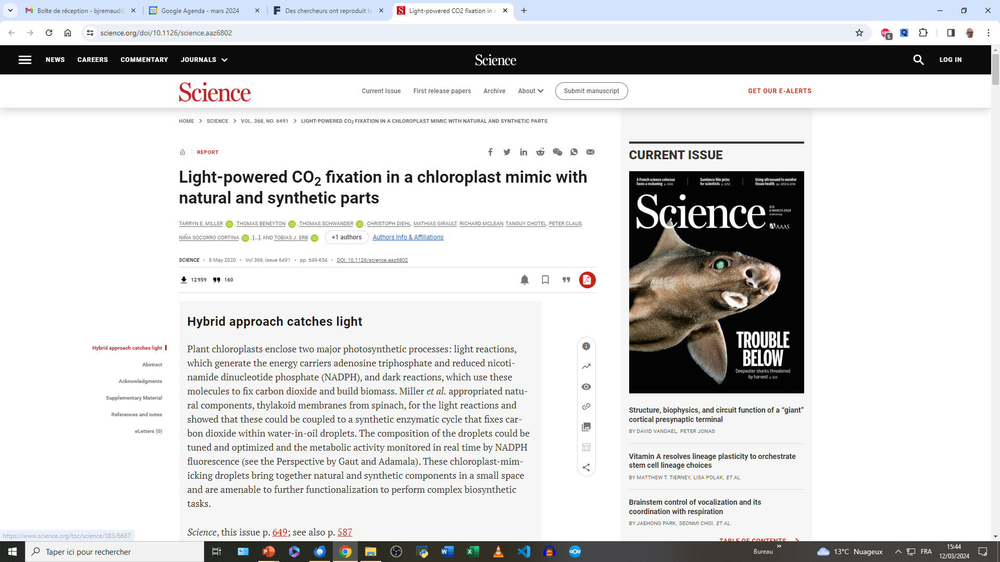 Boîte de réception - bjremaud@
Google Agenda - mars 2024
Des chercheurs ont reproduit la
Light-powered CO2 fixation in a
science.org/doi/10.1126/science.aaz6802
5
NEWS
CAREERS
COMMENTARY
JOURNALS
Science
LOG IN
Science
Current Issue
First release papers
Archive
About
Submit manuscript
GET OUR E-ALERTS
HOME > SCIENCE > VOL. 368, NO. 6491 > LIGHT-POWERED CO2 FIXATION IN A CHLOROPLAST MIMIC WITH NATURAL AND SYNTHETIC PARTS
REPORT
Light-powered CO2 fixation in a chloroplast mimic with
natural and synthetic parts
TARRYN E. MILLER, THOMAS BENEYTON, THOMAS SCHWANDER, CHRISTOPH DIEHL, MATHIAS GIRAULT, RICHARD MCLEAN, TANGUY CHOTEL, PETER CLAUS,
NIÑA SOCORRO CORTINA, [...], AND TOBIAS J. ERB +1 authors Authors Info & Affiliations
SCIENCE • 8 May 2020 • Vol 368, Issue 6491 • pp. 649-654 • DOI: 10.1126/science.aaz6802
12 959 160
Hybrid approach catches light
Plant chloroplasts enclose two major photosynthetic processes: light reactions,
which generate the energy carriers adenosine triphosphate and reduced nicoti-
namide dinucleotide phosphate (NADPH), and dark reactions, which use these
molecules to fix carbon dioxide and build biomass. Miller et al. appropriated natu-
ral components, thylakoid membranes from spinach, for the light reactions and
showed that these could be coupled to a synthetic enzymatic cycle that fixes car-
bon dioxide within water-in-oil droplets. The composition of the droplets could be
tuned and optimized and the metabolic activity monitored in real time by NADPH
fluorescence (see the Perspective by Gaut and Adamala). These chloroplast-mim-
icking droplets bring together natural and synthetic components in a small space
and are amenable to further functionalization to perform complex biosynthetic
tasks.
Science, this issue p. 649; see also p. 587
Hybrid approach catches light
Abstract
Acknowledgments
Supplementary Material
References and notes
eLetters (0)
CURRENT ISSUE
A French science colossus
faces a reckoning p. 1046
Sundance film picks
for scientists p. 1052
Using ultrasound to monitor
tissue health pp. 1058 & 1096
Science
$15
8 MARCH 2024
science.org
AAAS
TROUBLE
BELOW
Deepwater sharks threatened
by harvest p. 1135
Structure, biophysics, and circuit function of a “giant”
cortical presynaptic terminal
BY DAVID VANDAEL, PETER JONAS
Vitamin A resolves lineage plasticity to orchestrate
stem cell lineage choices
BY MATTHEW T. TIERNEY, LISA POLAK, ET AL.
Brainstem control of vocalization and its
coordination with respiration
BY JAEHONG PARK, SEONMI CHOI, ET AL.
TABLE OF CONTENTS
https://www.science.org/toc/science/383/6687
Taper ici pour rechercher
Bureau
13°C Nuageux
FRA
15:44
12/03/2024